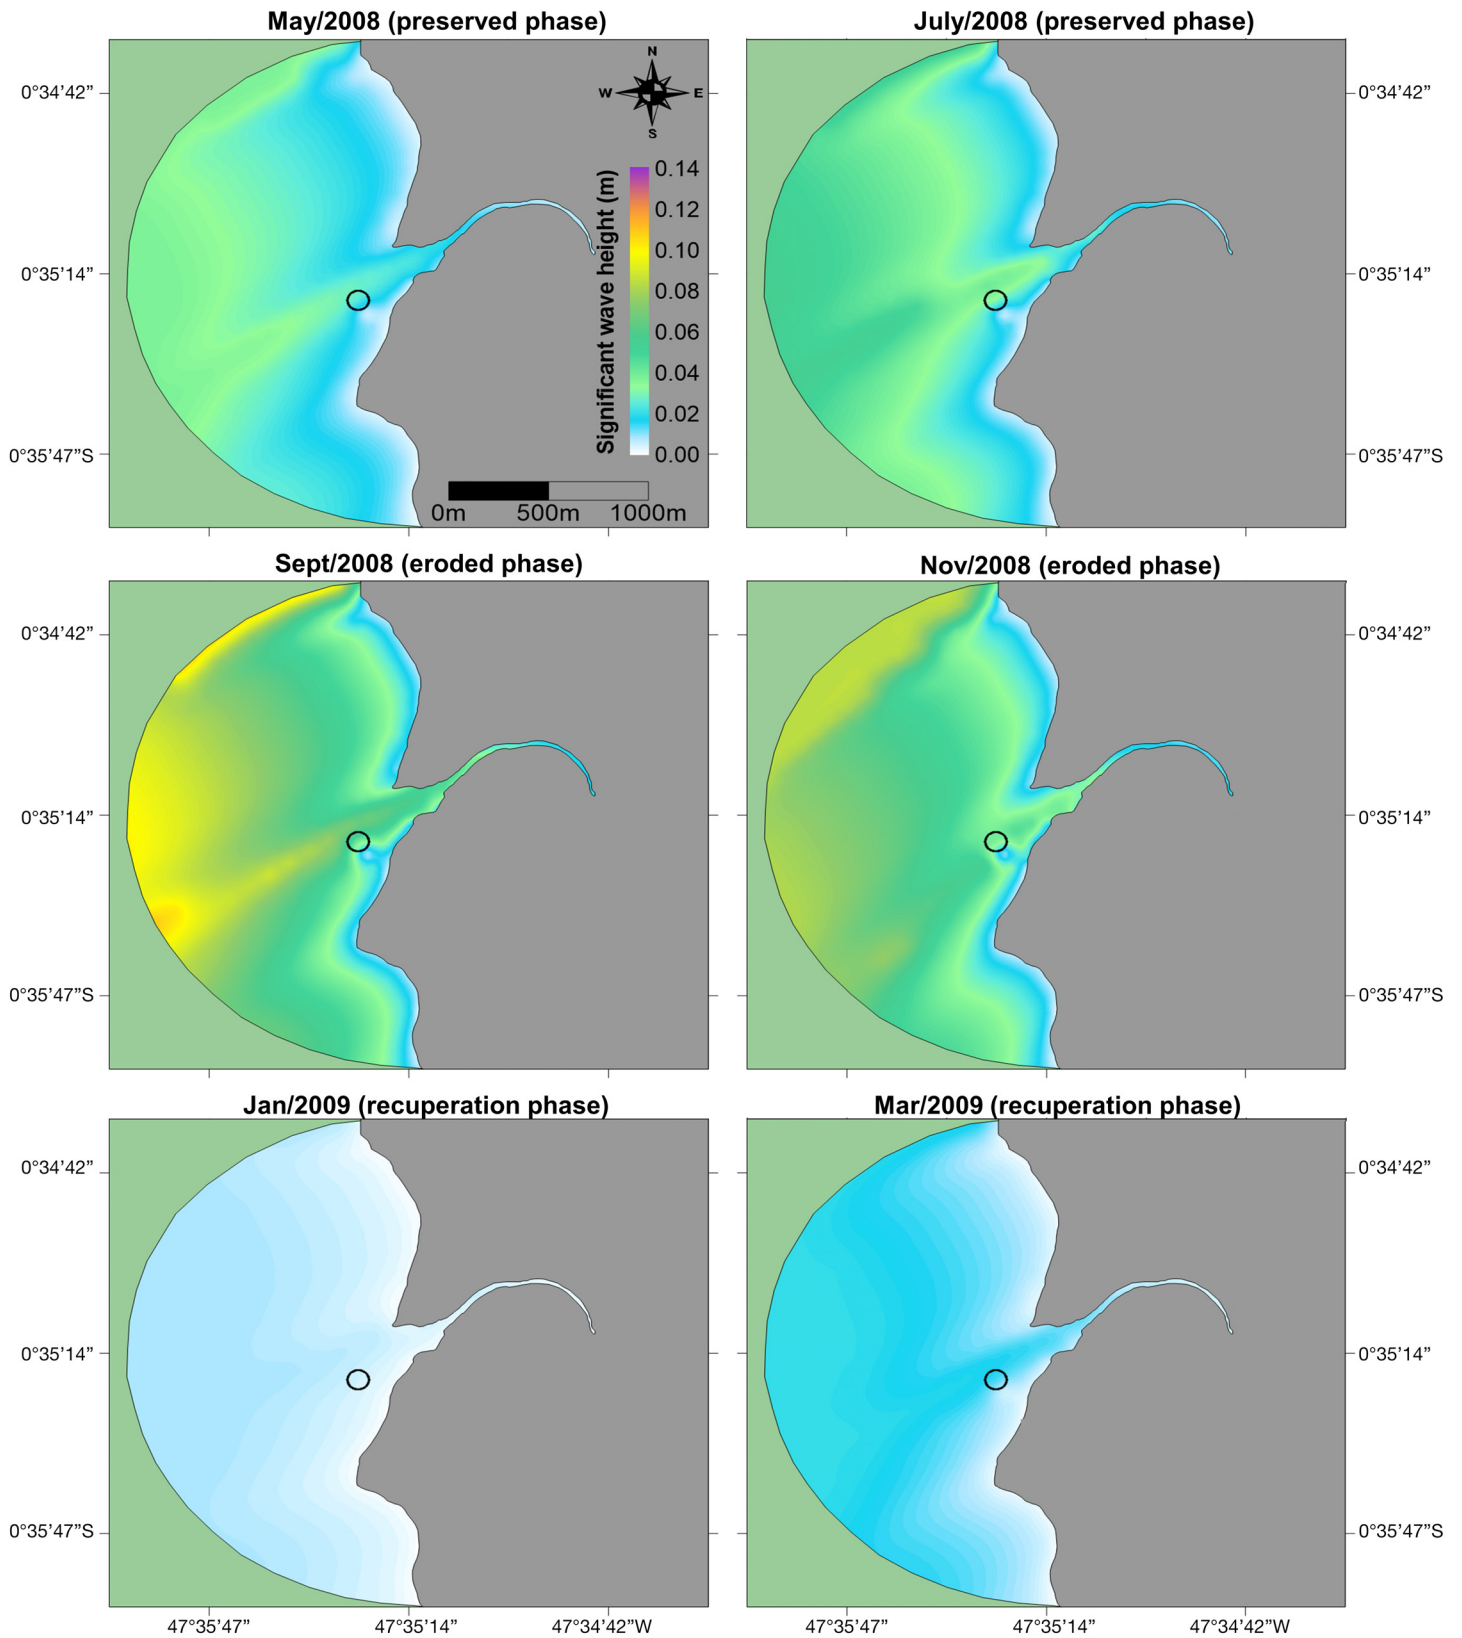 May/2008 (preserved phase)
July/2008 (preserved phase)
N
W E
S
0°34'42”
0°34'42”
Significant wave height (m)
0.14
0.12
0.10
0.08
0.06
0.04
0.02
0.00
0°35'14”
0°35'14”
0°35'47”S
0°35'47”S
0m 500m 1000m
Sept/2008 (eroded phase)
Nov/2008 (eroded phase)
0°34'42”
0°34'42”
0°35'14”
0°35'14”
0°35'47”S
0°35'47”S
Jan/2009 (recuperation phase)
Mar/2009 (recuperation phase)
0°34'42”
0°34'42”
0°35'14”
0°35'14”
0°35'47”S
0°35'47”S
47°35'47” 47°35'14” 47°34'42”W
47°35'47” 47°35'14” 47°34'42”W